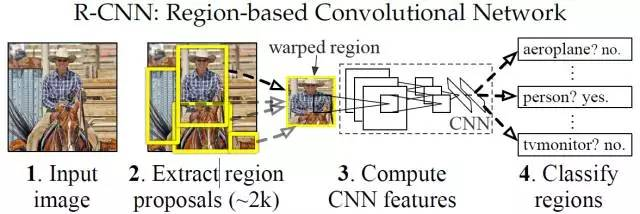 R-CNN: Region-based Convolutional Network
warped region
aeroplane? no.
person? yes.
tvmonitor? no.
CNN
1. Input
image
2. Extract region
proposals (~2k)
3. Compute
CNN features
4. Classify
regions